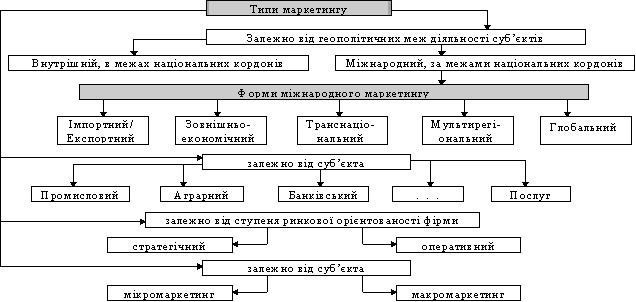 Типи маркетингу
Залежно від геополітичних меж діяльності суб'єктів
Внутрішній, в межах національних кордонів
Міжнародний, за межами національних кордонів
Форми міжнародного маркетингу
Імпортний/
Експортний
Зовнішньо-
економічний
Транснаціо-
нальний
Мультирегі-
ональний
Глобальний
залежно від суб'єкта
Промисловий
Аграрний
Банківський
. . .
Послуг
залежно від ступеня ринкової орієнтованості фірми
стратегічний
оперативний
залежно від суб'єкта
мікромаркетинг
макромаркетинг